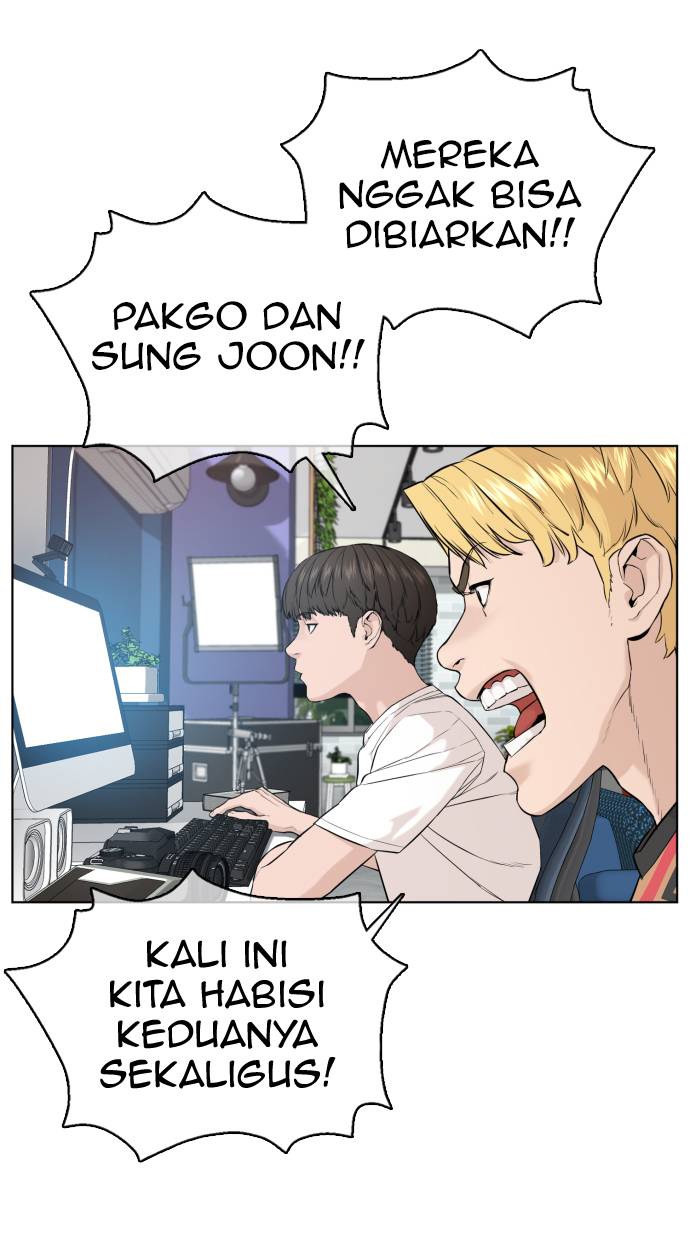 MEREKA
NGGAK BISA
DIBIARKAN!!
PAKGO DAN
SUNG JOON!!
KALI INI
KITA HABISI
KEDUANYA
SEKALIGUS!